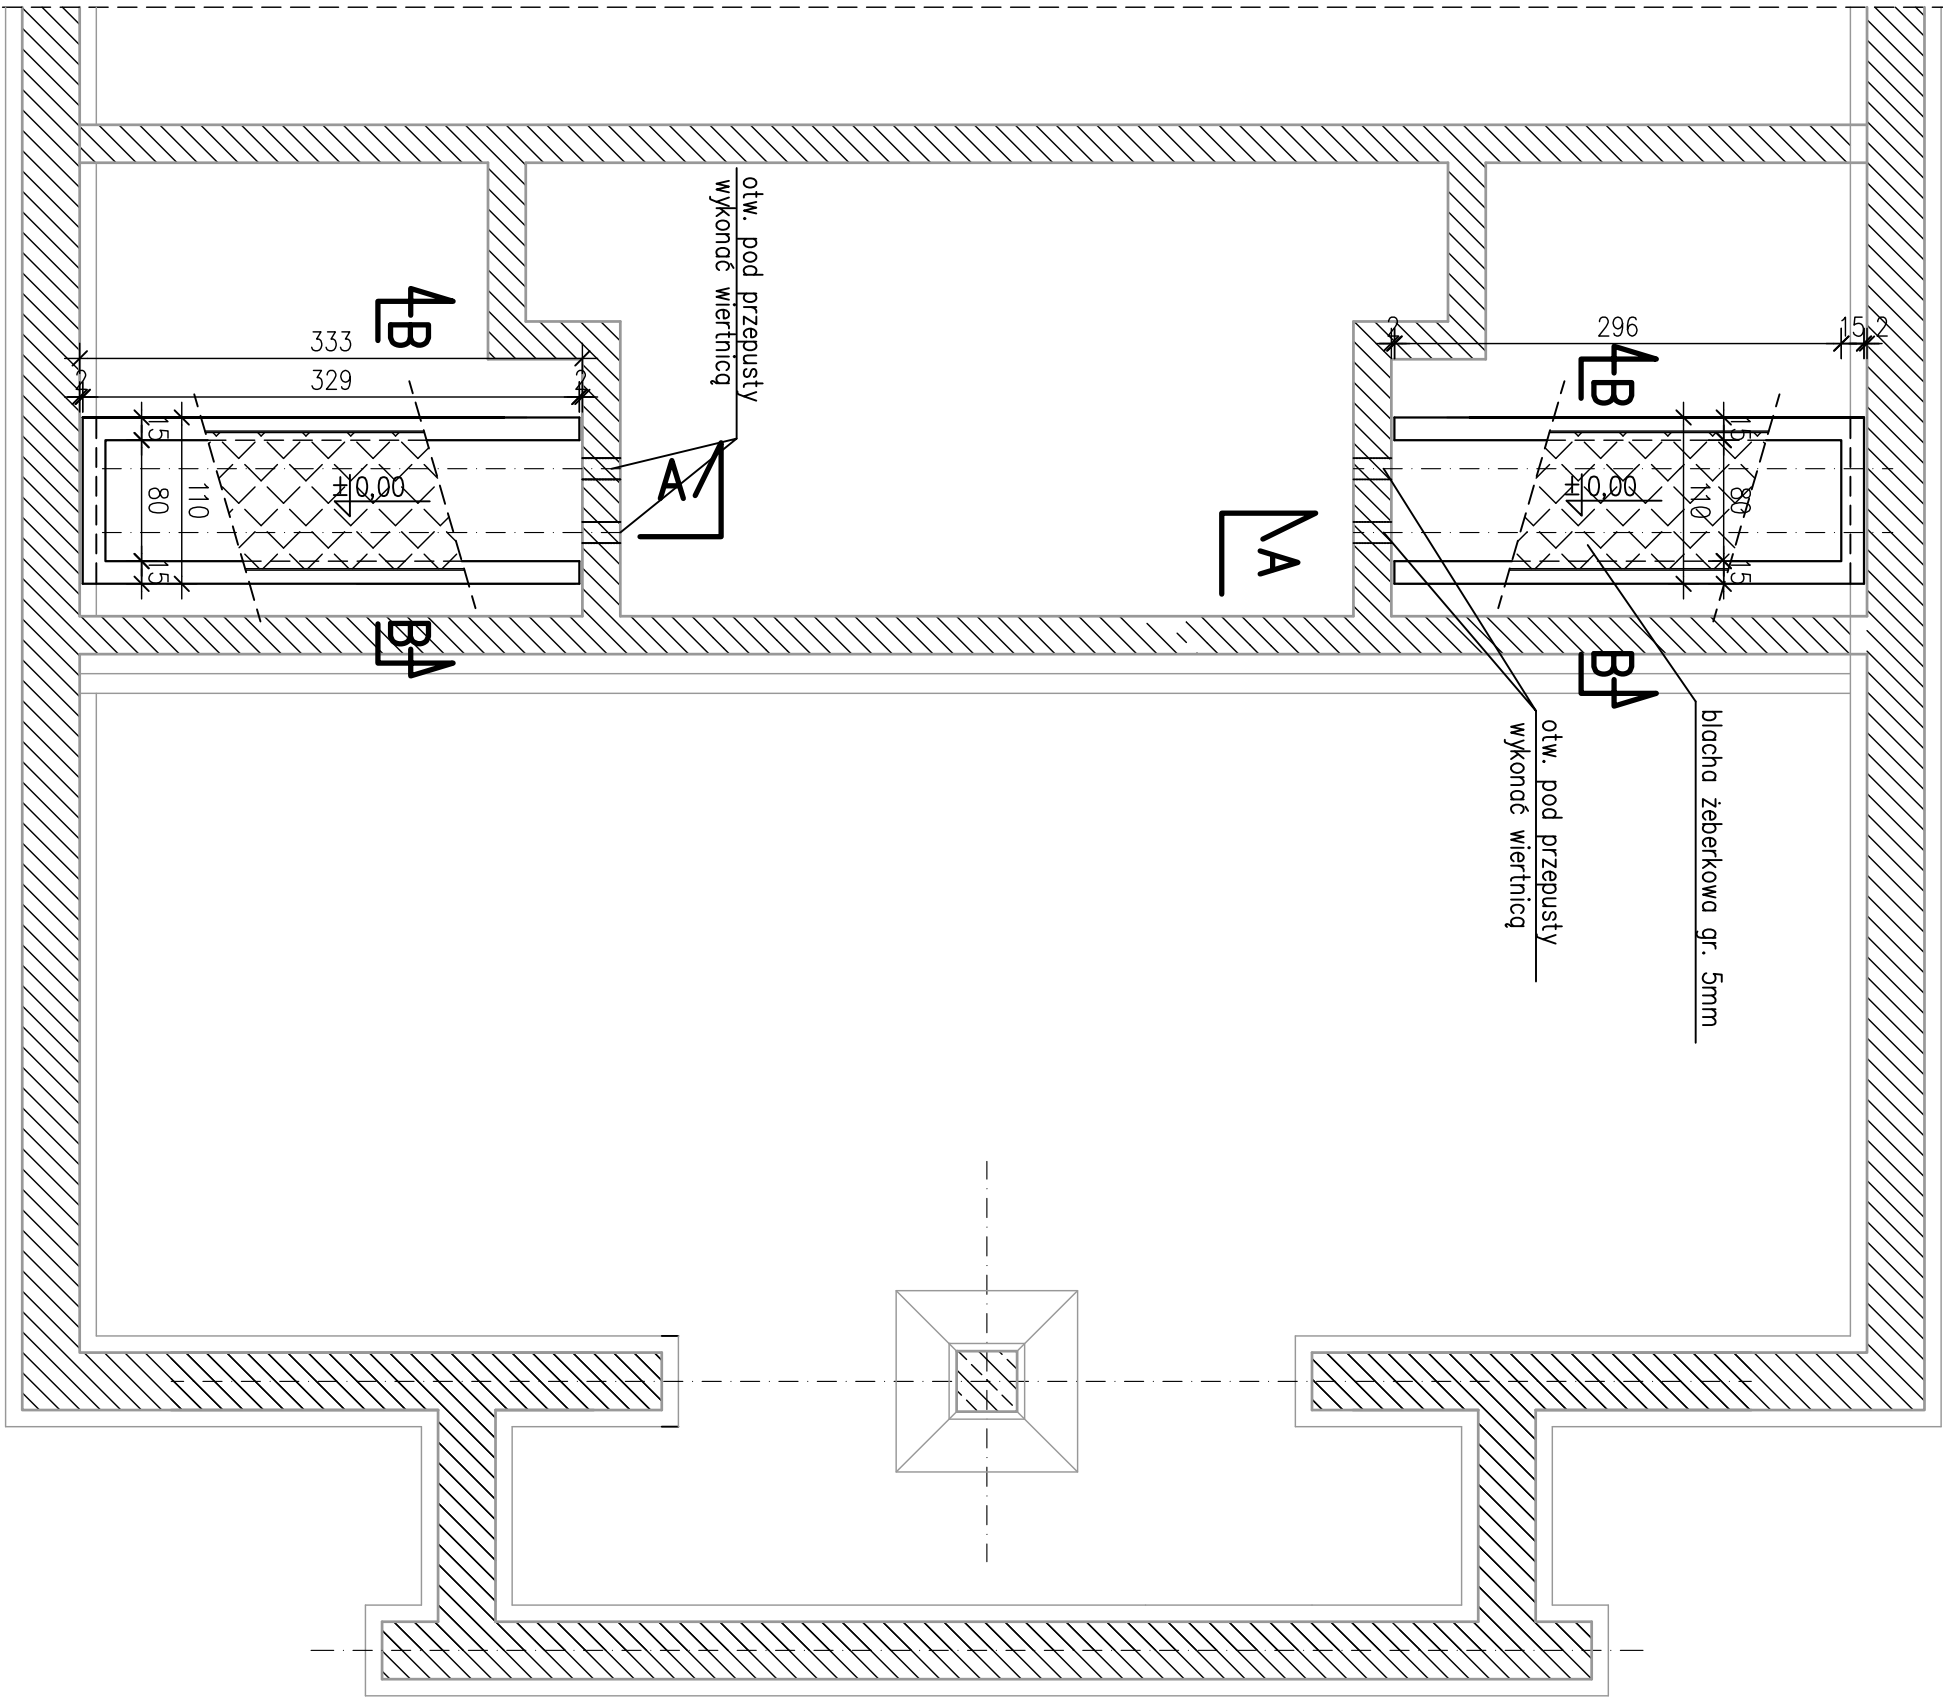 otw. pod przepusty
wykonać wiertnicą
B
333
2
329
2
15
80
15
110
±0,00
B
A
A
2
296
15
2
B
15
80
15
110
±0,00
B
otw. pod przepusty
wykonać wiertnicą
blacha żeberkowa gr. 5mm